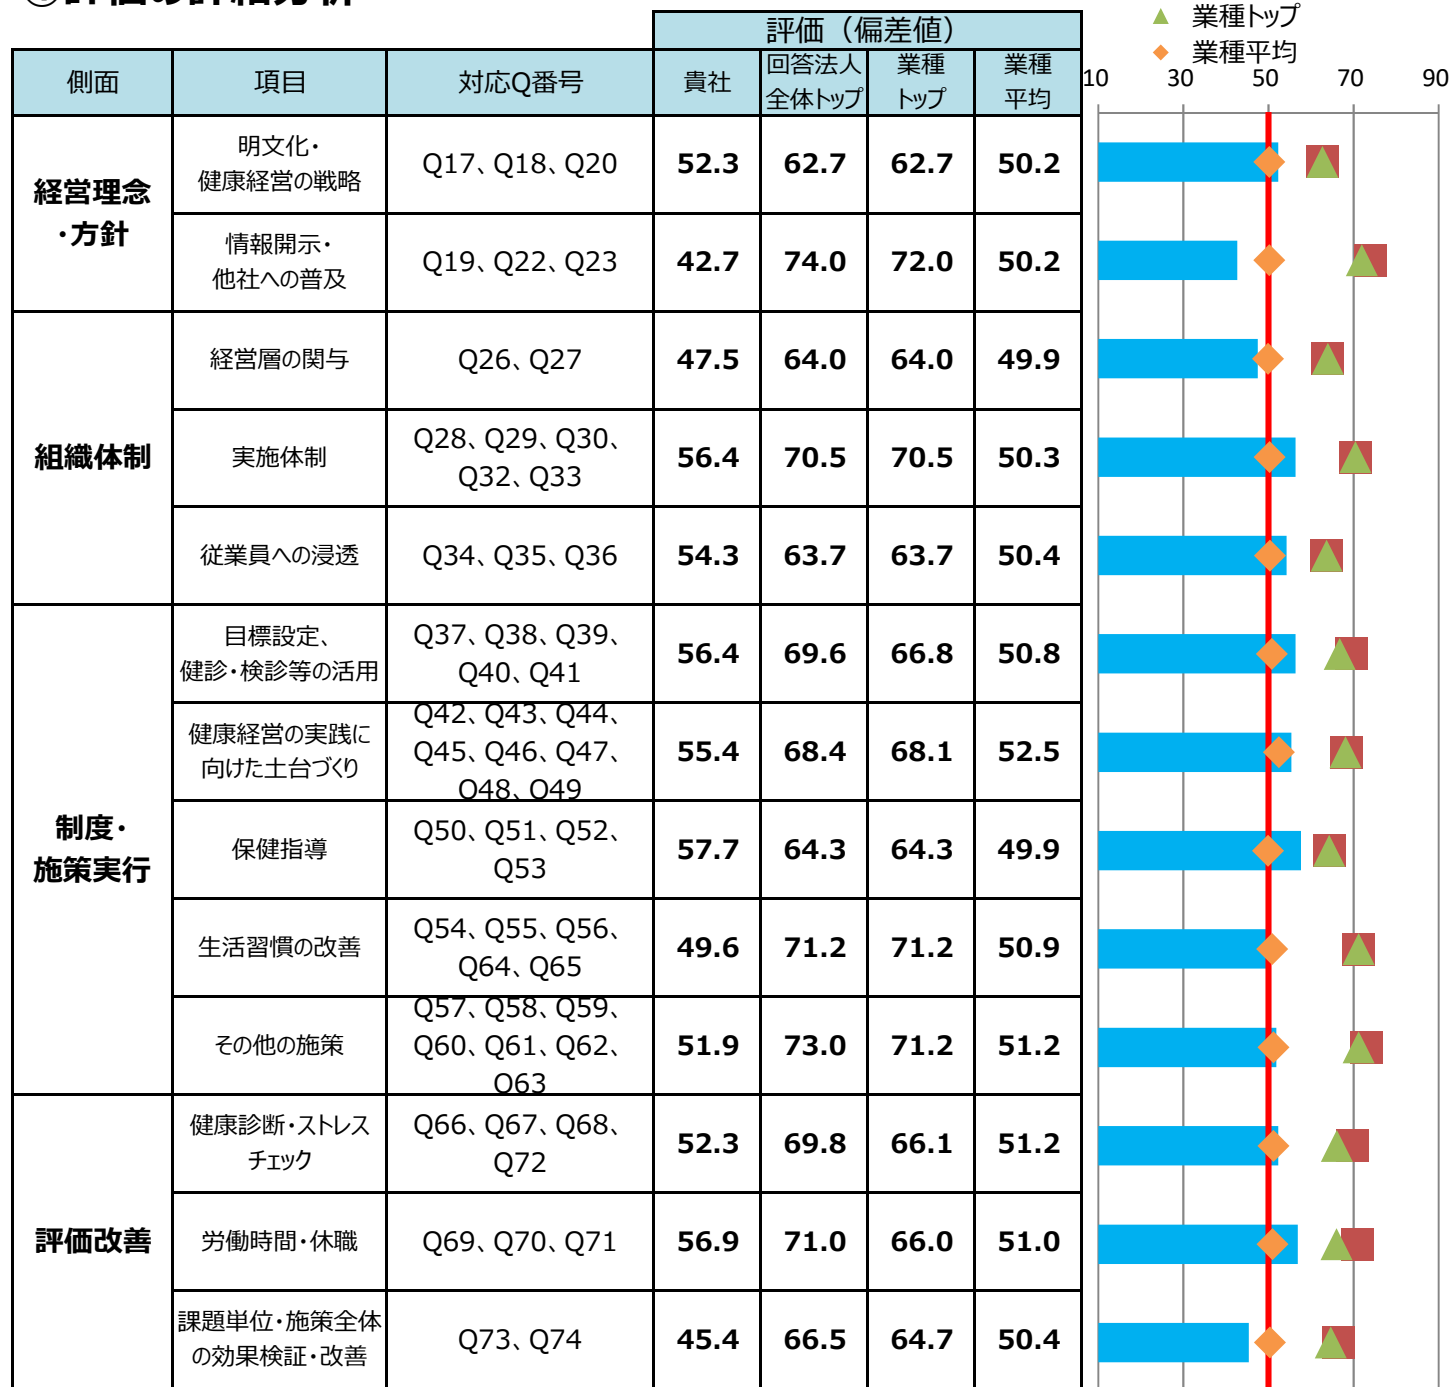 評価（偏差値）
側面 項目 対応Q番号 貴社 回答法人 業種 業種
全体トップ トップ 平均
▲ 業種トップ
◆ 業種平均
10 30 50 70 90
経営理念
・方針
明文化・
健康経営の戦略
Q17、Q18、Q20 52.3 62.7 62.7 50.2
情報開示・
他社への普及
Q19、Q22、Q23 42.7 74.0 72.0 50.2
組織体制
経営層の関与 Q26、Q27 47.5 64.0 64.0 49.9
実施体制
Q28、Q29、Q30、
Q32、Q33
56.4 70.5 70.5 50.3
従業員への浸透 Q34、Q35、Q36 54.3 63.7 63.7 50.4
制度・
施策実行
目標設定、
健診・検診等の活用
Q37、Q38、Q39、
Q40、Q41
56.4 69.6 66.8 50.8
健康経営の実践に
向けた土台づくり
Q42、Q43、Q44、
Q45、Q46、Q47、
Q48、Q49
55.4 68.4 68.1 52.5
保健指導
Q50、Q51、Q52、
Q53
57.7 64.3 64.3 49.9
生活習慣の改善
Q54、Q55、Q56、
Q64、Q65
49.6 71.2 71.2 50.9
その他の施策
Q57、Q58、Q59、
Q60、Q61、Q62、
Q63
51.9 73.0 71.2 51.2
評価改善
健康診断・ストレス
チェック
Q66、Q67、Q68、
Q72
52.3 69.8 66.1 51.2
労働時間・休職 Q69、Q70、Q71 56.9 71.0 66.0 51.0
課題単位・施策全体
の効果検証・改善
Q73、Q74 45.4 66.5 64.7 50.4